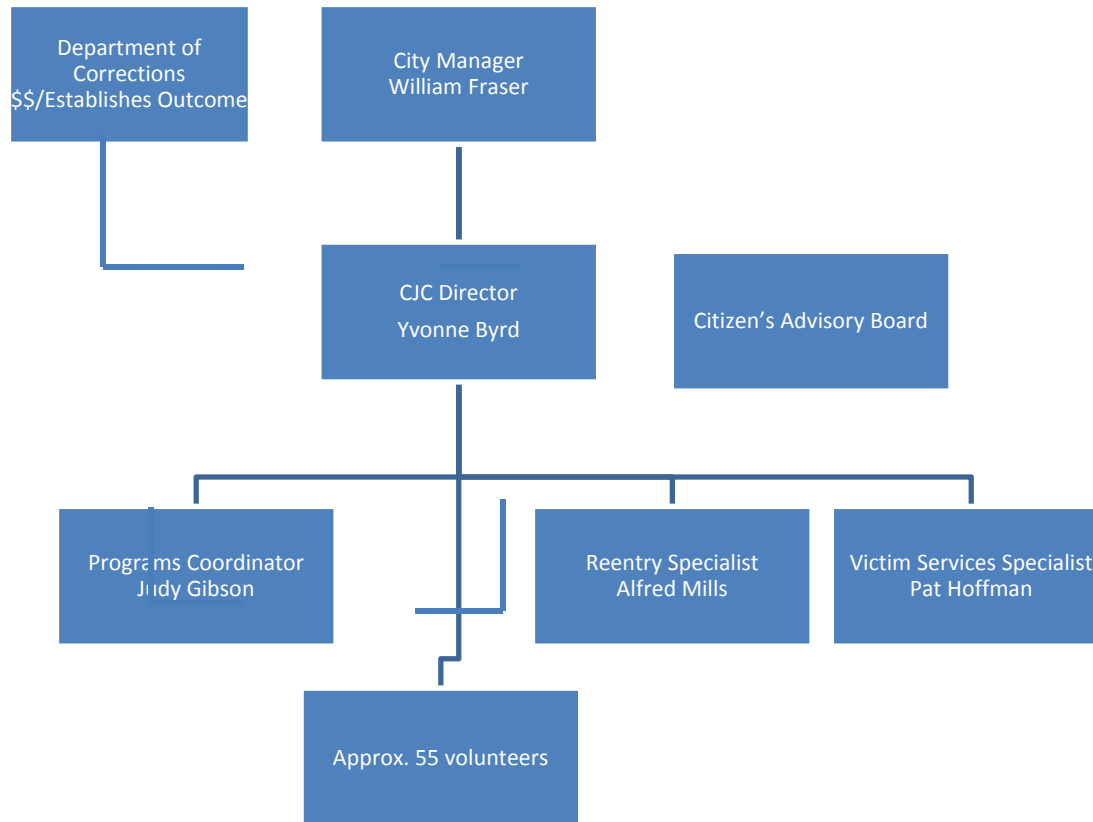 Department of
Corrections
$$/Establishes Outcome
City Manager
William Fraser
CJC Director
Yvonne Byrd
Citizen’s Advisory Board
Programs Coordinator
Judy Gibson
Reentry Specialist
Alfred Mills
Victim Services Specialist
Pat Hoffman
Approx. 55 volunteers